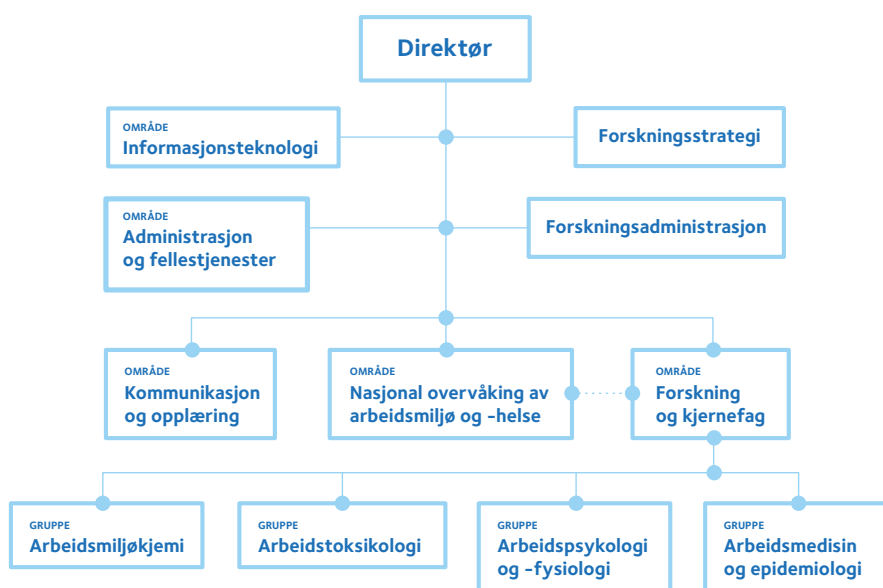 Direktør
OMRÅDE
Informasjonsteknologi
Forskningsstrategi
OMRÅDE
Administrasjon
og fellestjenester
Forskningsadministrasjon
OMRÅDE
Kommunikasjon
og opplæring
OMRÅDE
Nasjonal overvåking av
arbeidsmiljø og -helse
OMRÅDE
Forskning
og kjernefag
GRUPPE
Arbeidsmiljøkjemi
GRUPPE
Arbeidstoksikologi
GRUPPE
Arbeidspsykologi
og -fysiologi
GRUPPE
Arbeidsmedisin
og epidemiologi